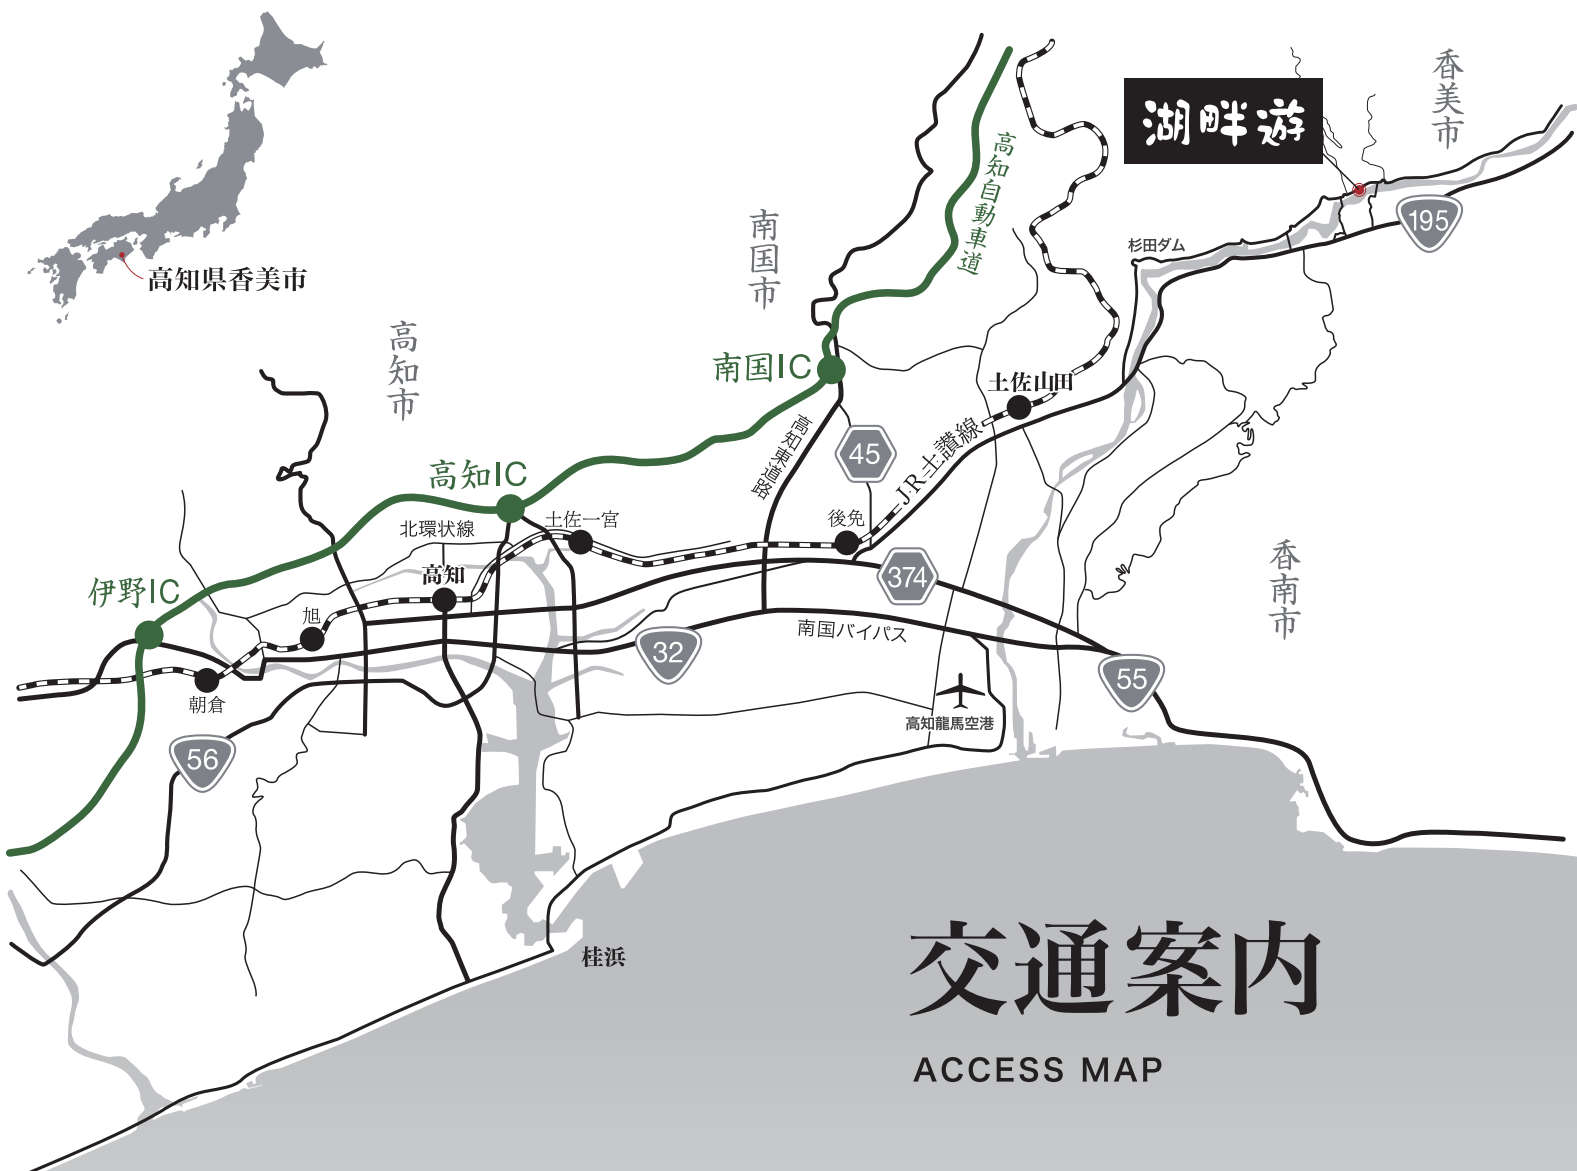 湖畔遊
香美市
高知自動車道
195
南国市
杉田ダム
高知県香美市
高知市
南国IC
土佐山田
高知東道路
45
JR土讃線
高知IC
北環状線
土佐一宮
後免
香南市
高知
374
伊野IC
旭
南国バイパス
32
朝倉
55
高知龍馬空港
56
桂浜
交通案内
ACCESS MAP